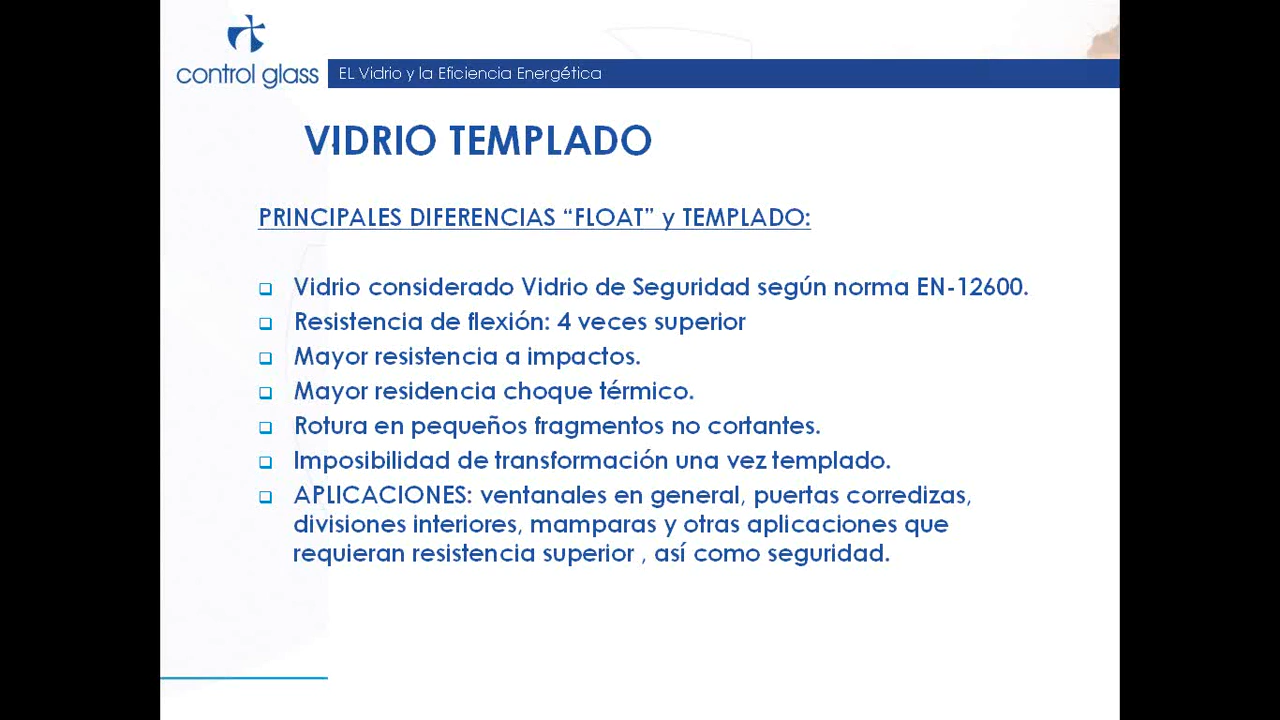 control glass
EL Vidrio y la Eficiencia Energética
VIDRIO TEMPLADO
PRINCIPALES DIFERENCIAS “FLOAT” y TEMPLADO:
Vidrio considerado Vidrio de Seguridad según norma EN-12600.
Resistencia de flexión: 4 veces superior
Mayor resistencia a impactos.
Mayor residencia choque térmico.
Rotura en pequeños fragmentos no cortantes.
Imposibilidad de transformación una vez templado.
APLICACIONES: ventanales en general, puertas corredizas,
divisiones interiores, mamparas y otras aplicaciones que
requieran resistencia superior , así como seguridad.